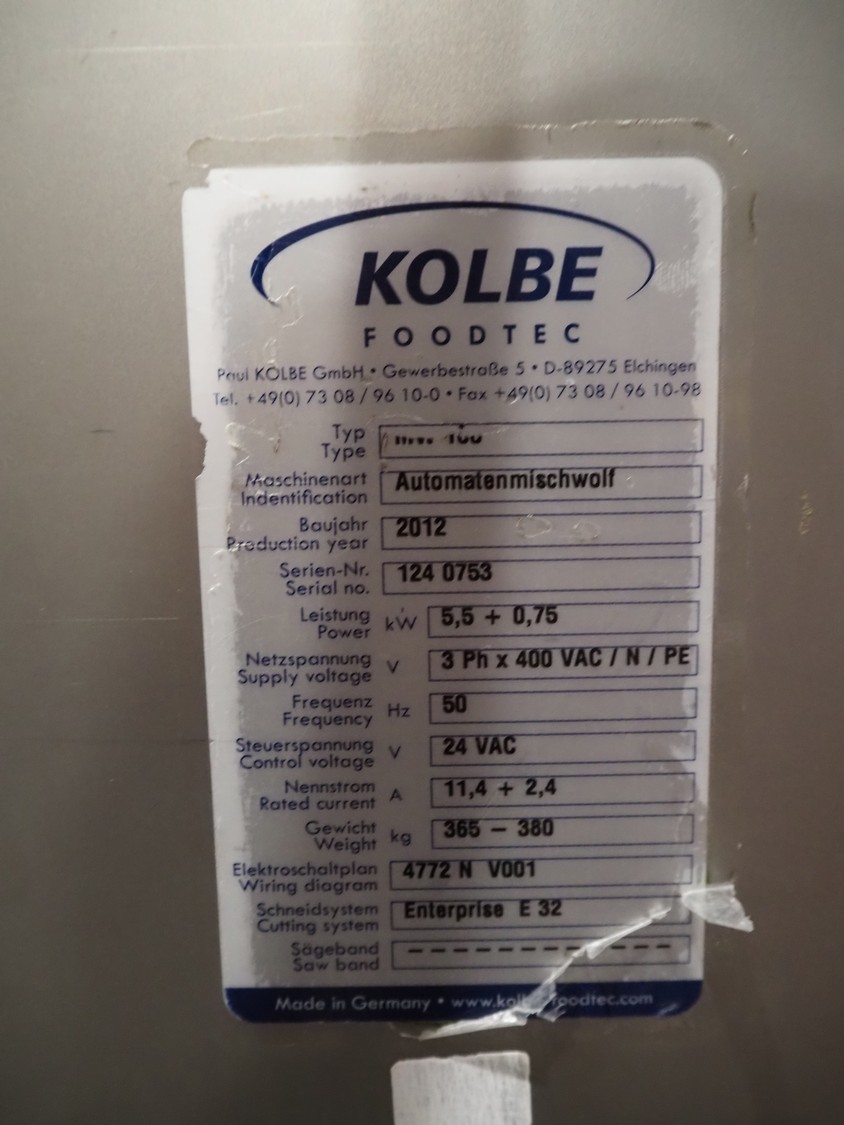 KOLBE
FOODTEC
Paul KOLBE GmbH • Gewerbestraße 5 • D-89275 Elchingen
Tel. +49(0) 73 08 / 96 10-0 • Fax +49(0) 73 08 / 96 10-98
Typ
Type
Maschinenart Automatenmischwolf
Indentification
Baujahr 2012
Production year
Serien-Nr. 124 0753
Serial no.
Leistung kW 5,5 + 0,75
Power
Netzspannung V 3 Ph x 400 VAC / N / PE
Supply voltage
Frequenz Hz 50
Frequency
Steuerspannung V 24 VAC
Control voltage
Nennstrom A 11,4 + 2,4
Rated current
Gewicht kg 365 – 380
Weight
Elektroschaltplan 4772 N V001
Wiring diagram
Schneidsystem Enterprise E 32
Cutting system
Sägeband ------------
Saw band
Made in Germany •